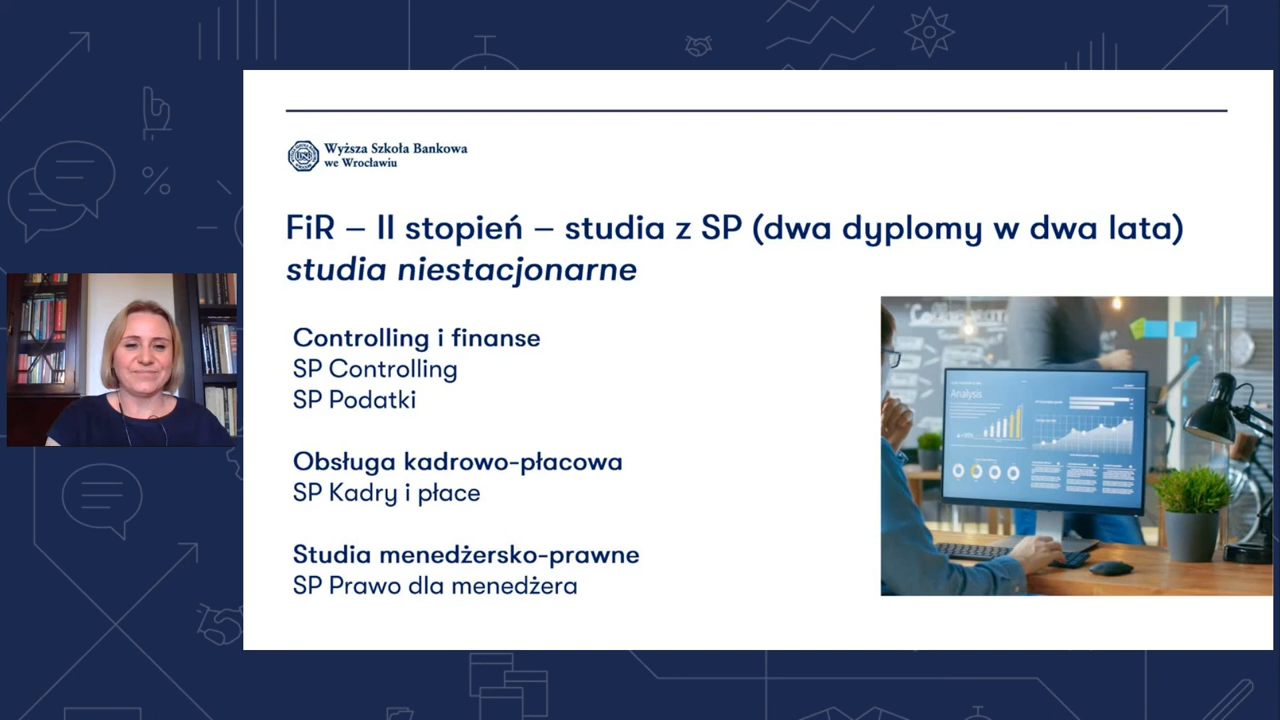 Wyższa Szkoła Bankowa
we Wrocławiu
FiR – II stopień – studia z SP (dwa dyplomy w dwa lata)
studia niestacjonarne
Controlling i finanse
SP Controlling
SP Podatki
Obsługa kadrowo-płacowa
SP Kadry i płace
Studia menedżersko-prawne
SP Prawo dla menedżera
Analysis
%